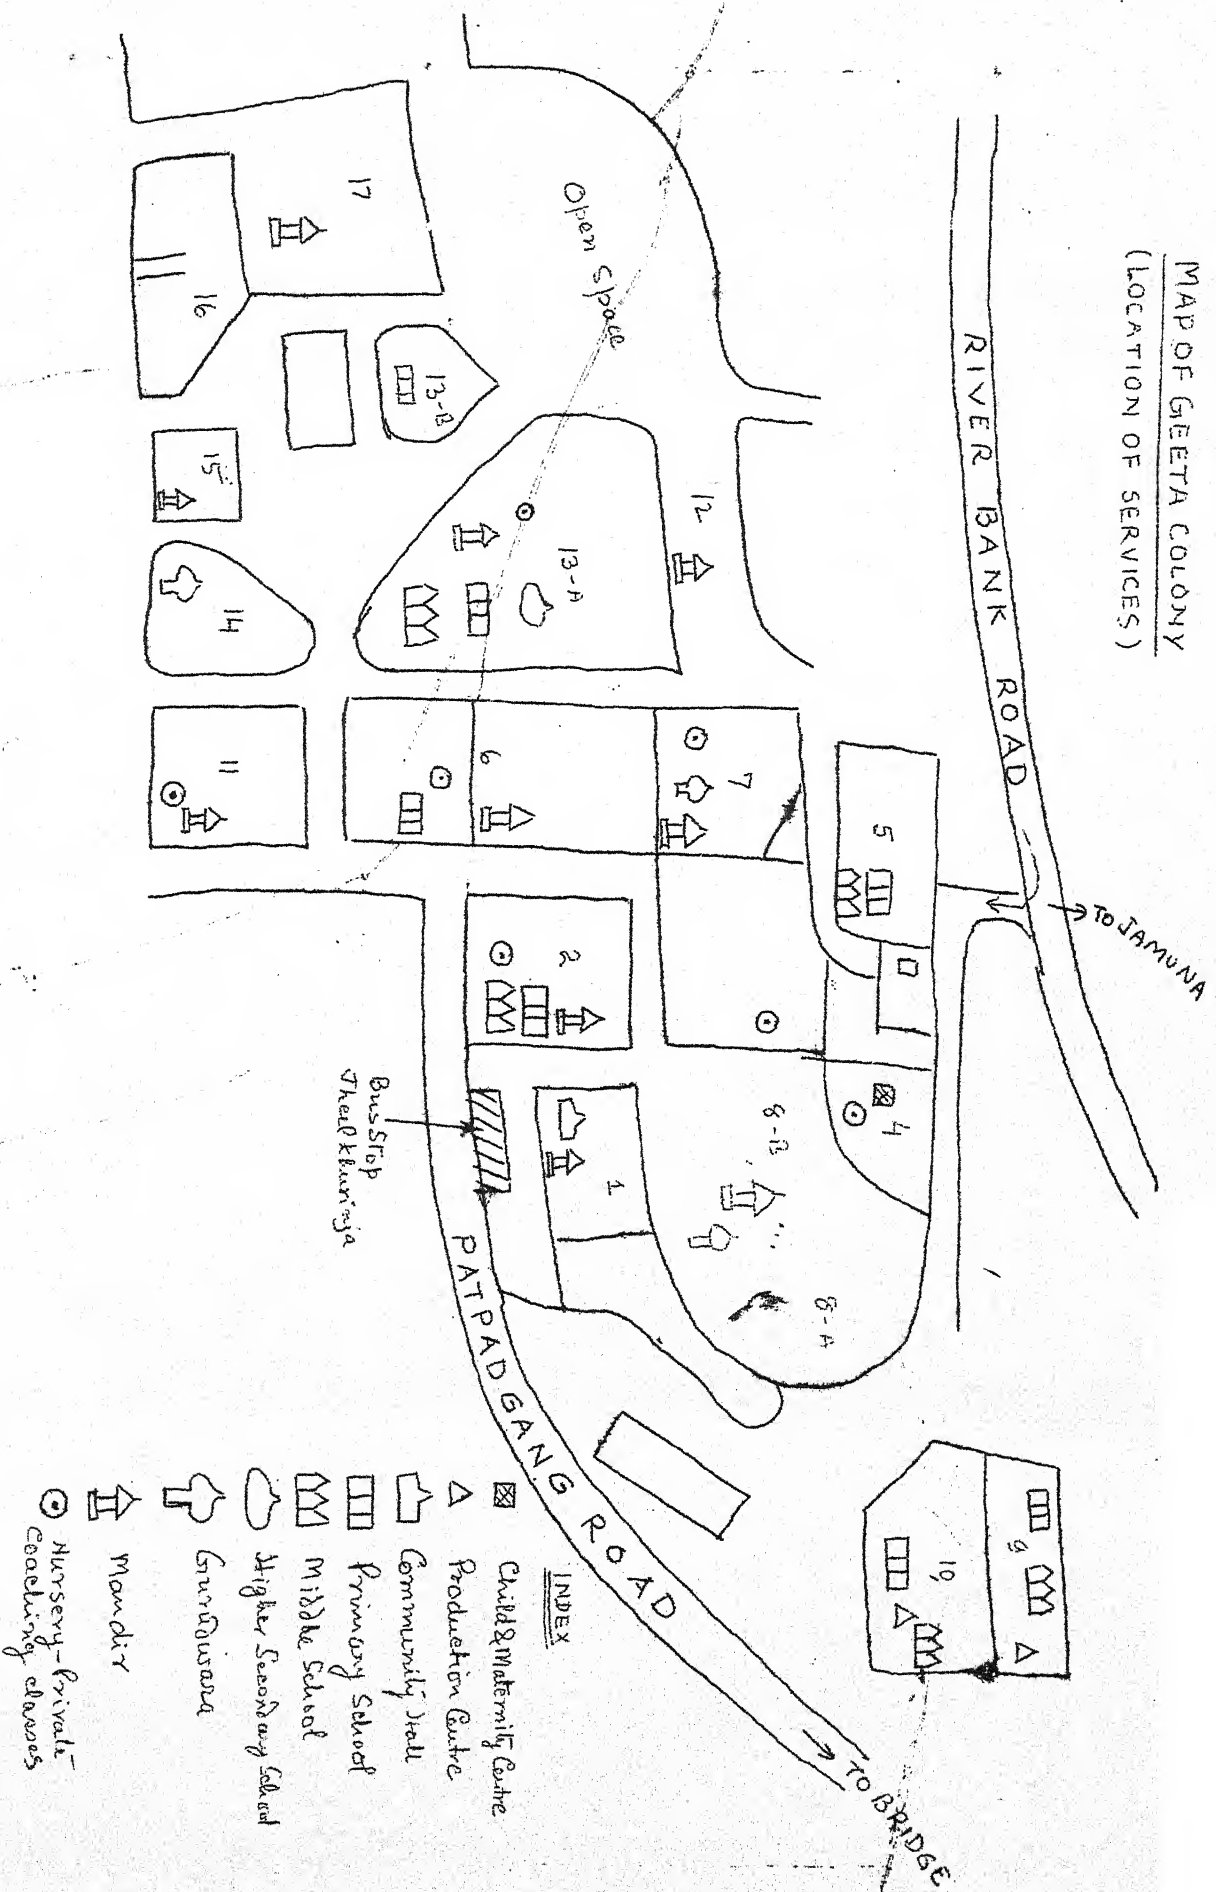 MAP OF GEETA COLONY
(LOCATION OF SERVICES)
RIVER BANK ROAD
TO JAMUNA
Open Space
17
16
13-B
15
12
13-A
14
11
6
7
5
2
4
1
8-B
8-A
9
10
Bus Stop
Jheel Khurinja
PATPADGANG ROAD
TO BRIDGE
INDEX
Child & Maternity Centre
Production Centre
Community Hall
Primary School
Middle School
Higher Secondary School
Gurudwara
Mandir
Nursery-Private
Coaching classes